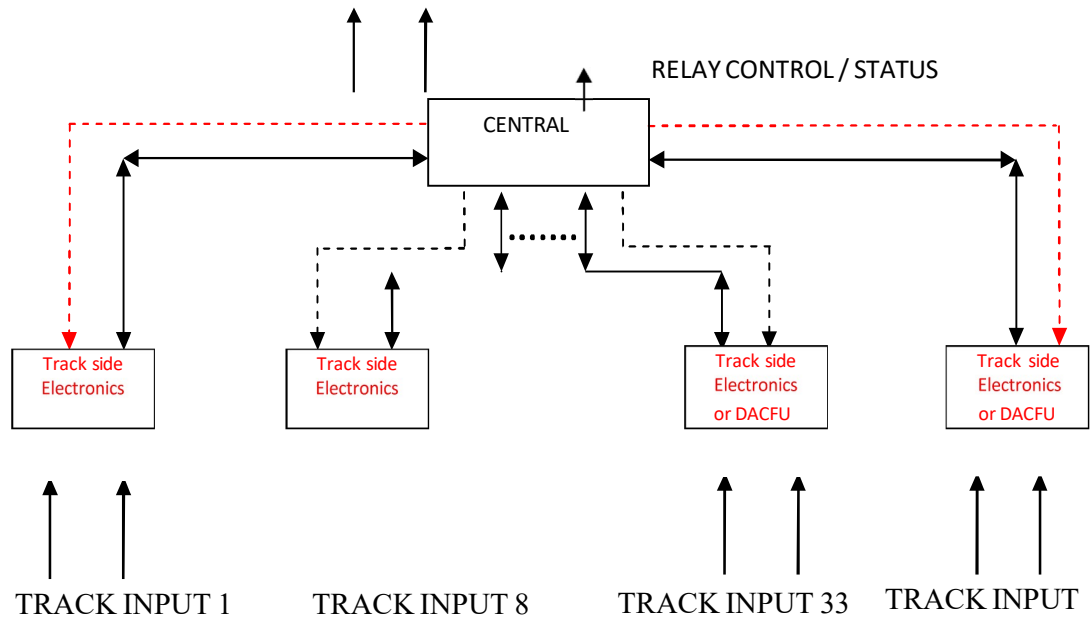 RELAY CONTROL / STATUS
CENTRAL
Track side
Electronics
Track side
Electronics
Track side
Electronics
or DACFU
Track side
Electronics
or DACFU
TRACK INPUT 1
TRACK INPUT 8
TRACK INPUT 33
TRACK INPUT